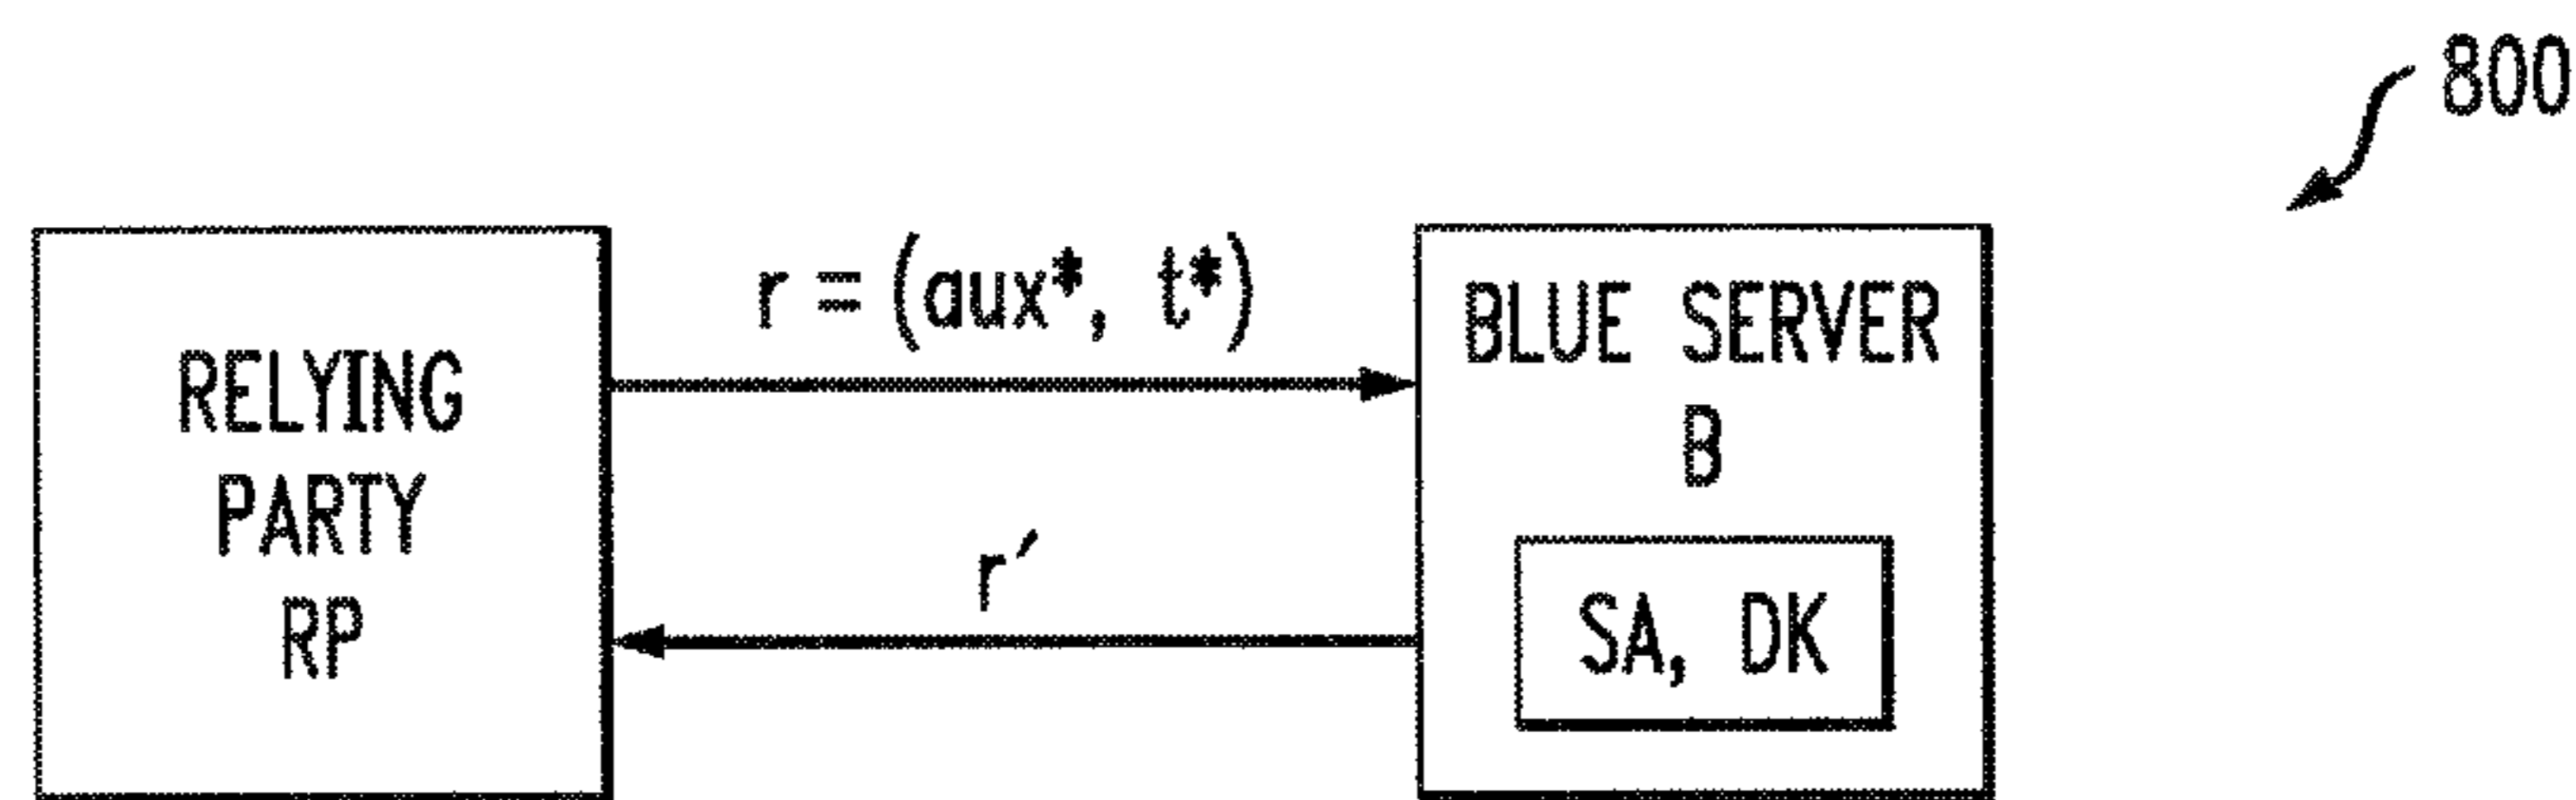 800
r = (aux*, t*)
RELYING
PARTY
RP
BLUE SERVER
B
r′
SA, DK